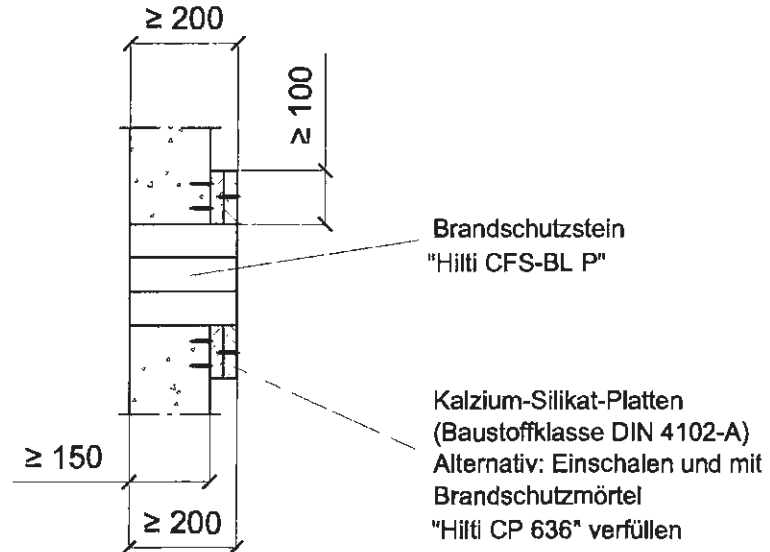 ≥ 200
≥ 100
Brandschutzstein
"Hilti CFS-BL P"
Kalzium-Silikat-Platten
(Baustoffklasse DIN 4102-A)
Alternativ: Einschalen und mit
Brandschutzmörtel
"Hilti CP 636" verfüllen
≥ 150
≥ 200